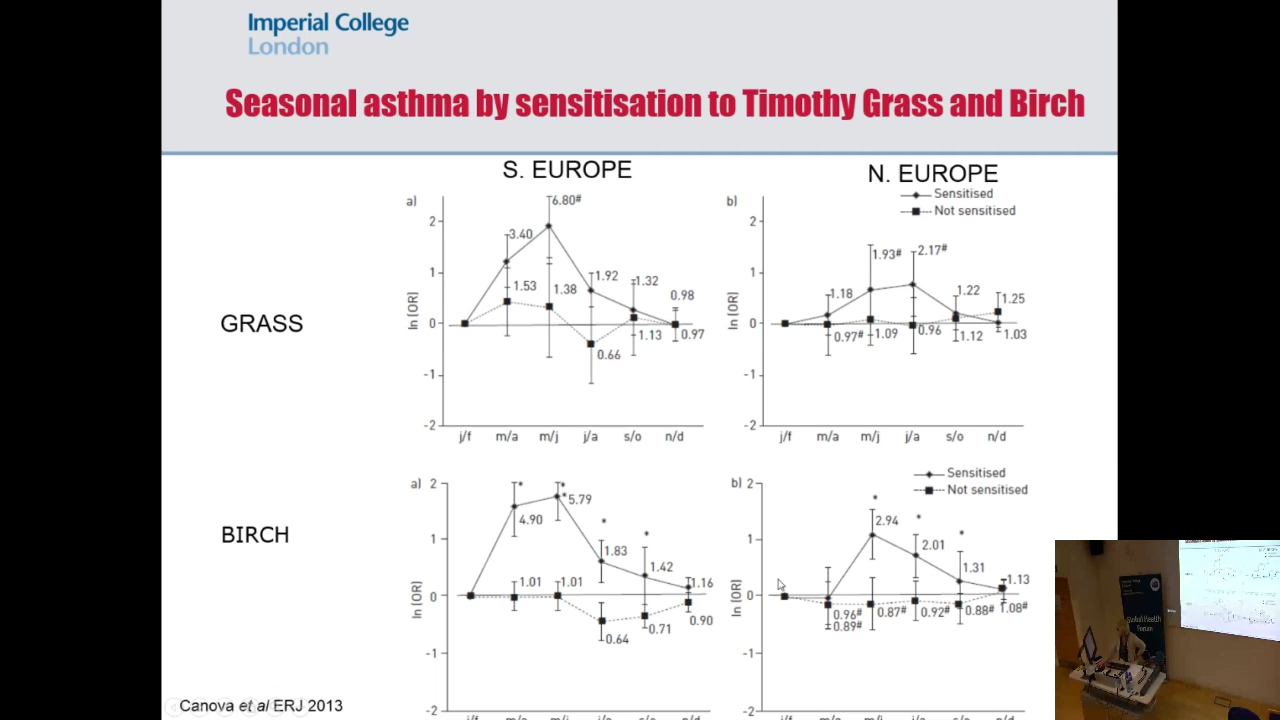 Imperial College
London
Seasonal asthma by sensitisation to Timothy Grass and Birch
S. EUROPE
N. EUROPE
GRASS
a)
ln (OR)
2
1
0
-1
-2
3.40
6.80#
1.53
1.38
1.92
0.66
1.32
1.13
0.98
0.97
j/f m/a m/j j/a s/o n/d
b)
Sensitised
Not sensitised
ln (OR)
2
1
0
-1
-2
1.18
1.93#
2.17#
1.22
1.25
0.97#
1.09
0.96
1.12
1.03
j/f m/a m/j j/a s/o n/d
BIRCH
a)
ln (OR)
2
1
0
-1
-2
*
*
*
*
*
4.90
5.79
1.83
1.42
1.16
1.01
1.01
0.64
0.71
0.90
j/f m/a m/j j/a s/o n/d
b)
Sensitised
Not sensitised
ln (OR)
2
1
0
-1
-2
*
*
*
2.94
2.01
1.31
1.13
0.96#
0.89#
0.87#
0.92#
0.88#
1.08#
j/f m/a m/j j/a s/o n/d
Canova et al ERJ 2013
Global Health
Forum